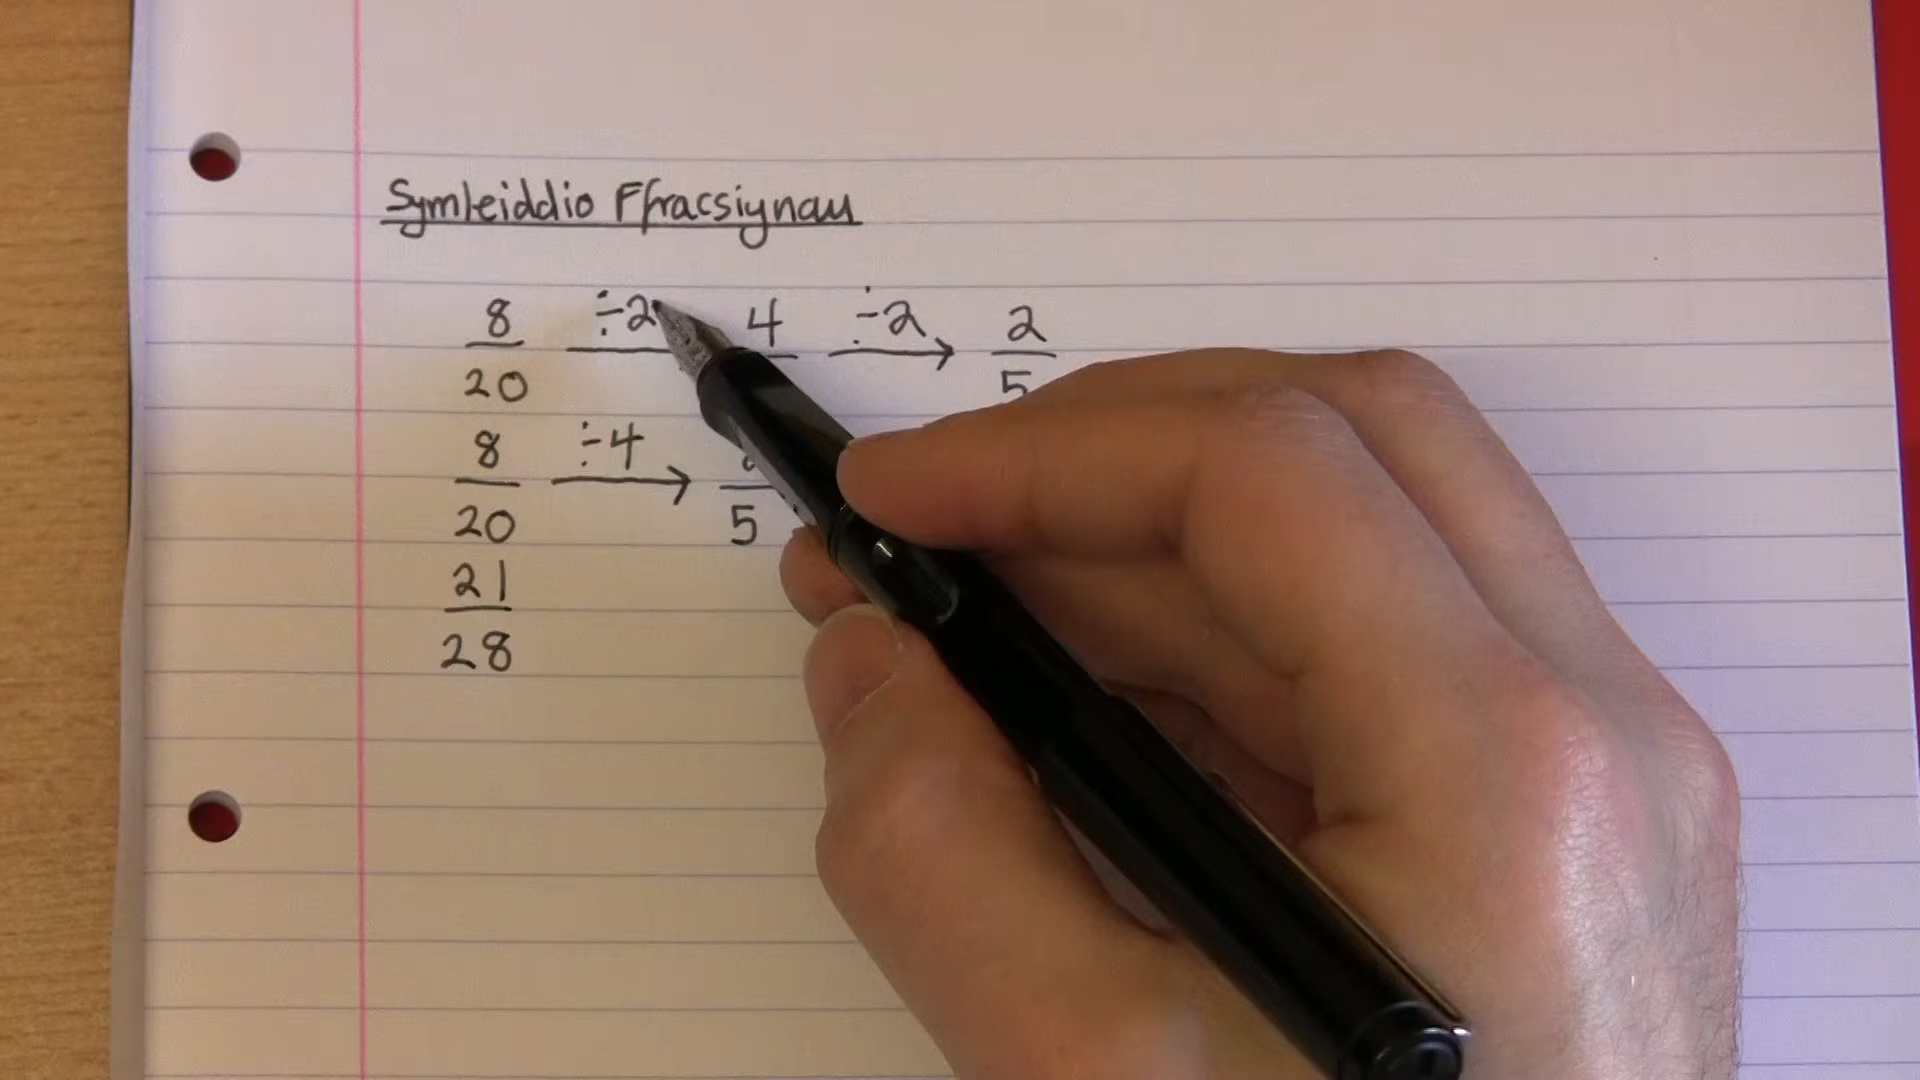 Symleiddio Ffracsiynau
8/20 ÷2 4 ÷2 → 2/5
8/20 ÷4 → /5
21/28